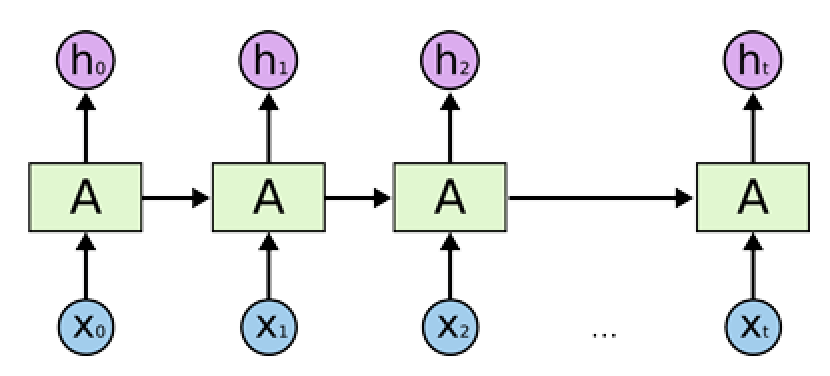 h₀ h₁ h₂ hₜ
A A A A
x₀ x₁ x₂ ... xₜ